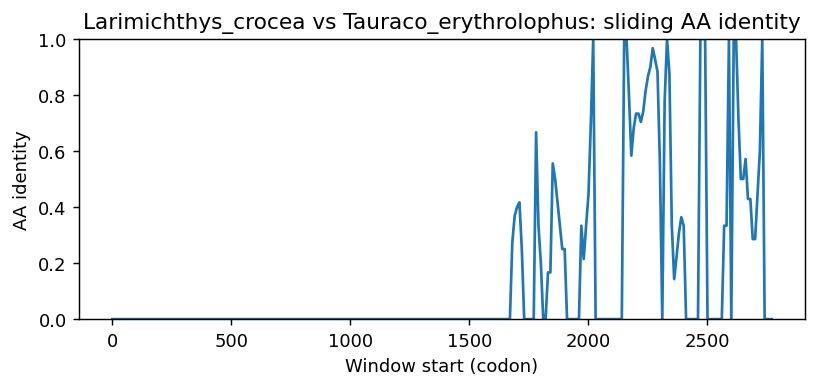 Larimichthys_crocea vs Tauraco_erythrolophus: sliding AA identity
1.0
0.8
0.6
0.4
0.2
0.0
AA identity
0 500 1000 1500 2000 2500
Window start (codon)